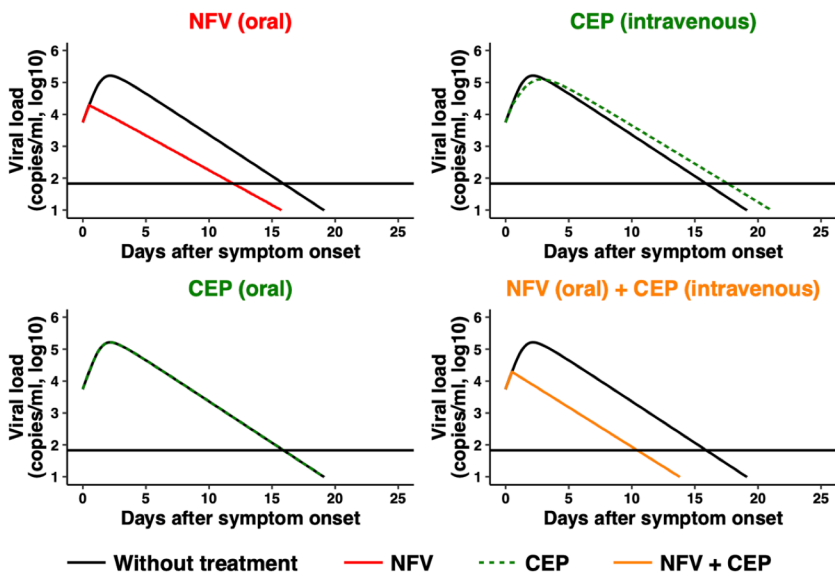 NFV (oral)
Viral load
(copies/ml, log10)
6
5
4
3
2
1
0 5 10 15 20 25
Days after symptom onset
CEP (intravenous)
Viral load
(copies/ml, log10)
6
5
4
3
2
1
0 5 10 15 20 25
Days after symptom onset
CEP (oral)
Viral load
(copies/ml, log10)
6
5
4
3
2
1
0 5 10 15 20 25
Days after symptom onset
NFV (oral) + CEP (intravenous)
Viral load
(copies/ml, log10)
6
5
4
3
2
1
0 5 10 15 20 25
Days after symptom onset
Without treatment NFV CEP NFV + CEP